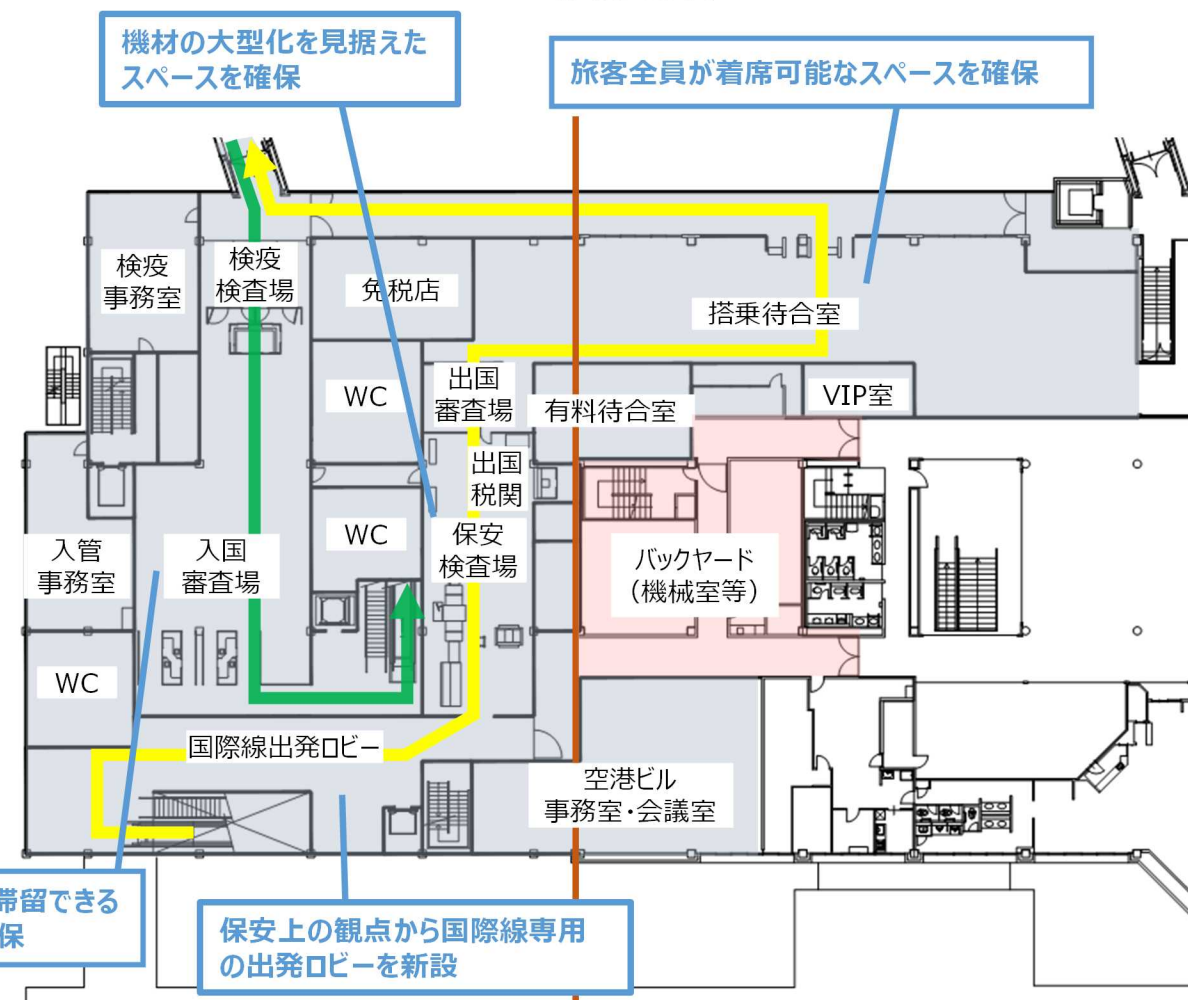 機材の大型化を見据えた
スペースを確保
旅客全員が着席可能なスペースを確保
検疫
事務室
検疫
検査場
免税店
搭乗待合室
WC
出国
審査場
有料待合室
VIP室
出国
税関
入管
事務室
入国
審査場
WC
保安
検査場
バックヤード
(機械室等)
WC
国際線出発ロビー
空港ビル
事務室・会議室
滞留できる
保
保安上の観点から国際線専用
の出発ロビーを新設